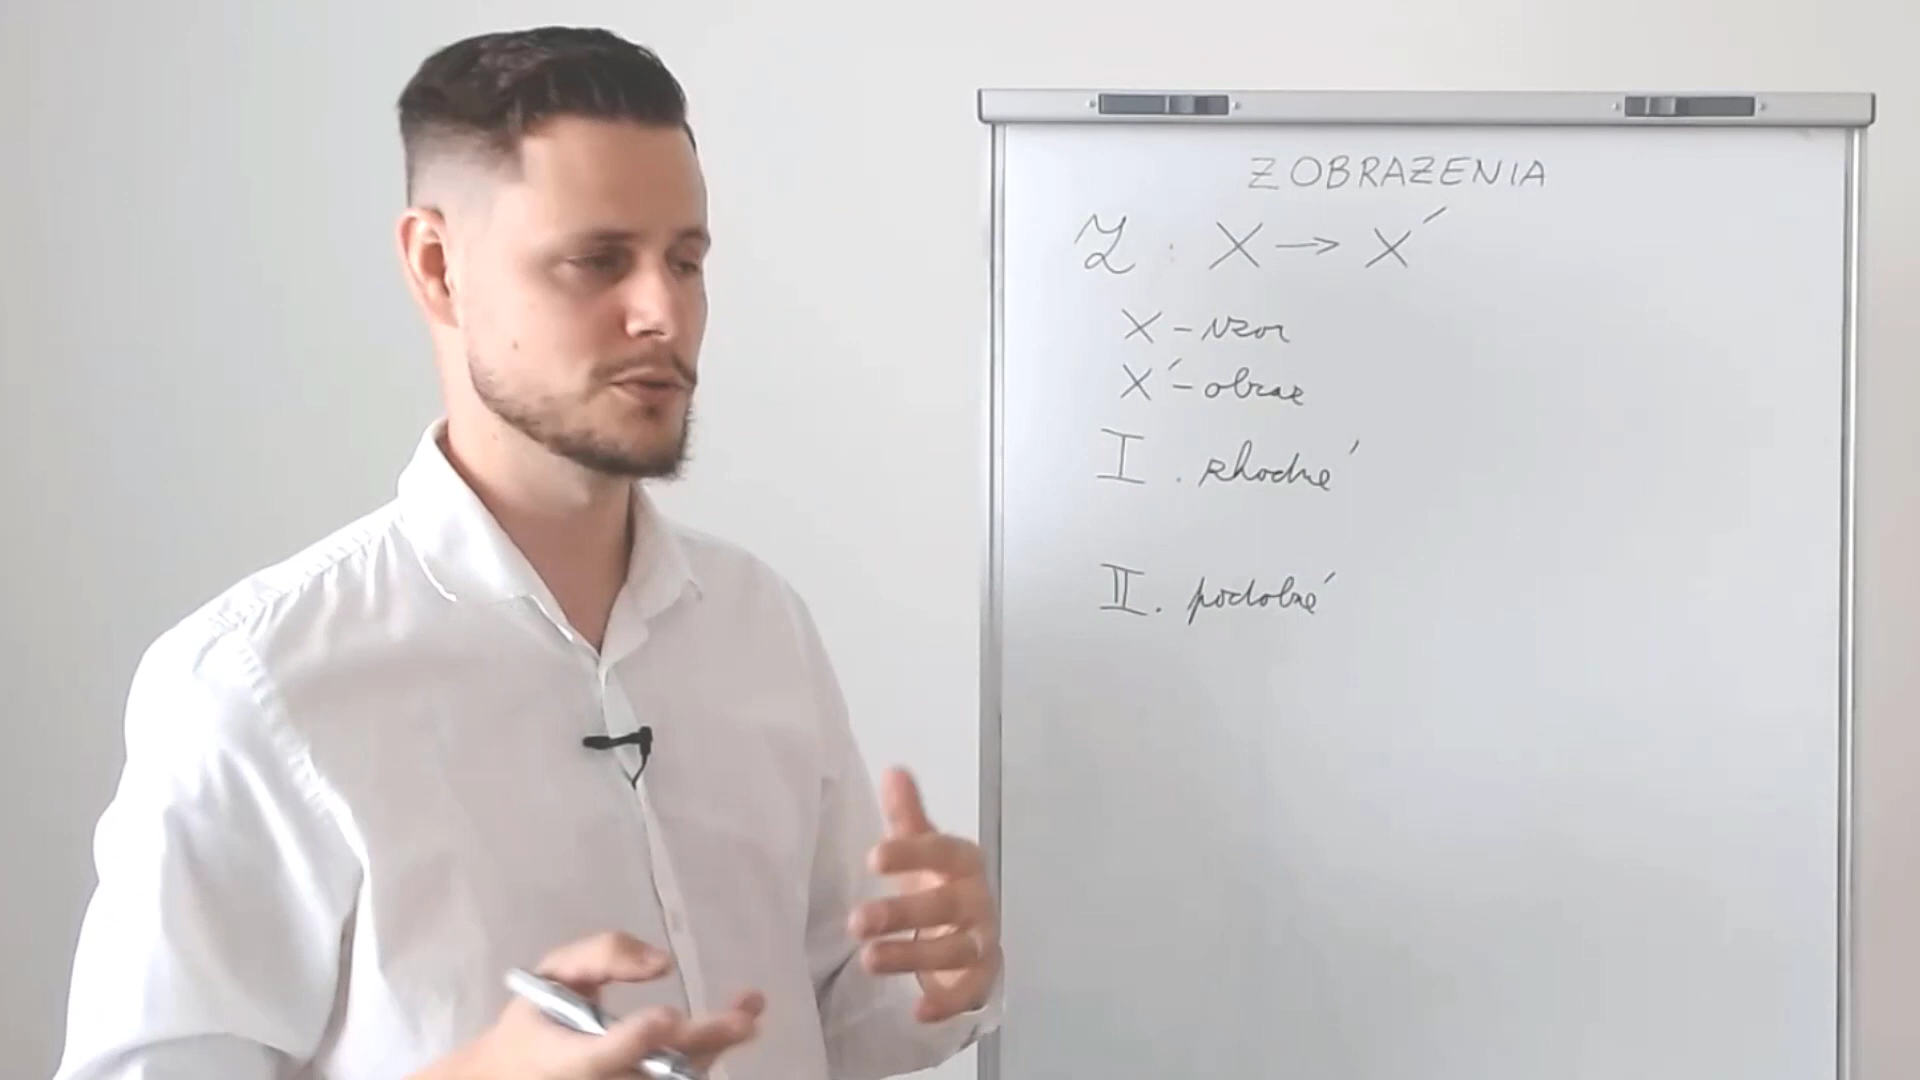 ZOBRAZENIA
Z : X → X´
X - vzor
X´ - obraz
I . zhodné
II . podobné